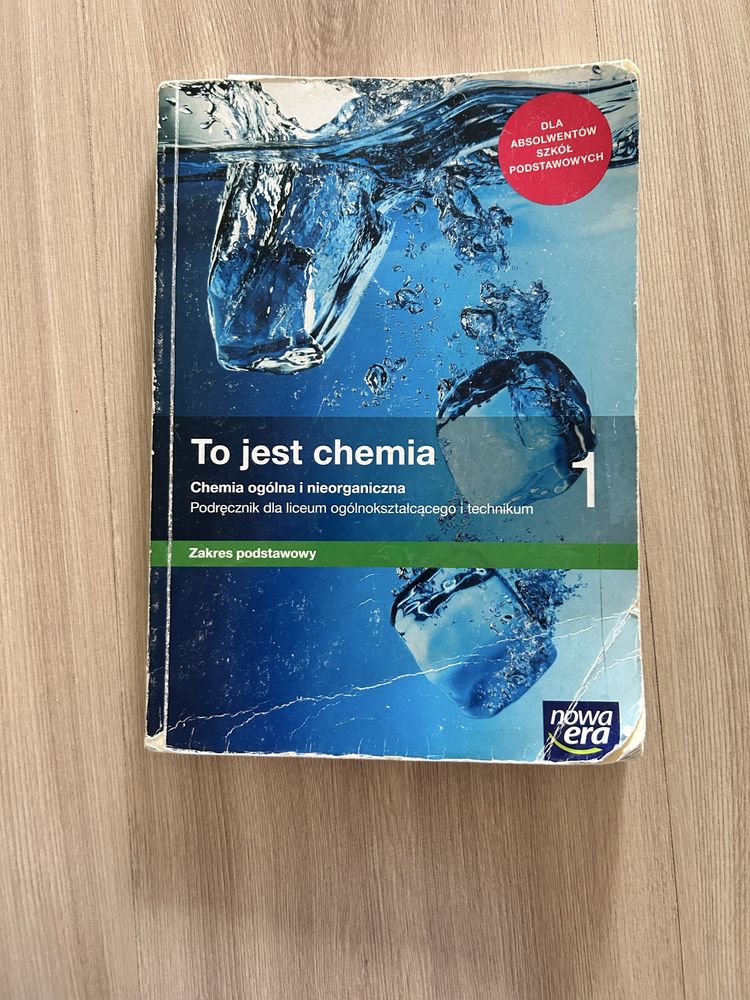 DLA
ABSOLWENTÓW
SZKÓŁ
PODSTAWOWYCH
To jest chemia
1
Chemia ogólna i nieorganiczna
Podręcznik dla liceum ogólnokształcącego i technikum
Zakres podstawowy
nowa
era